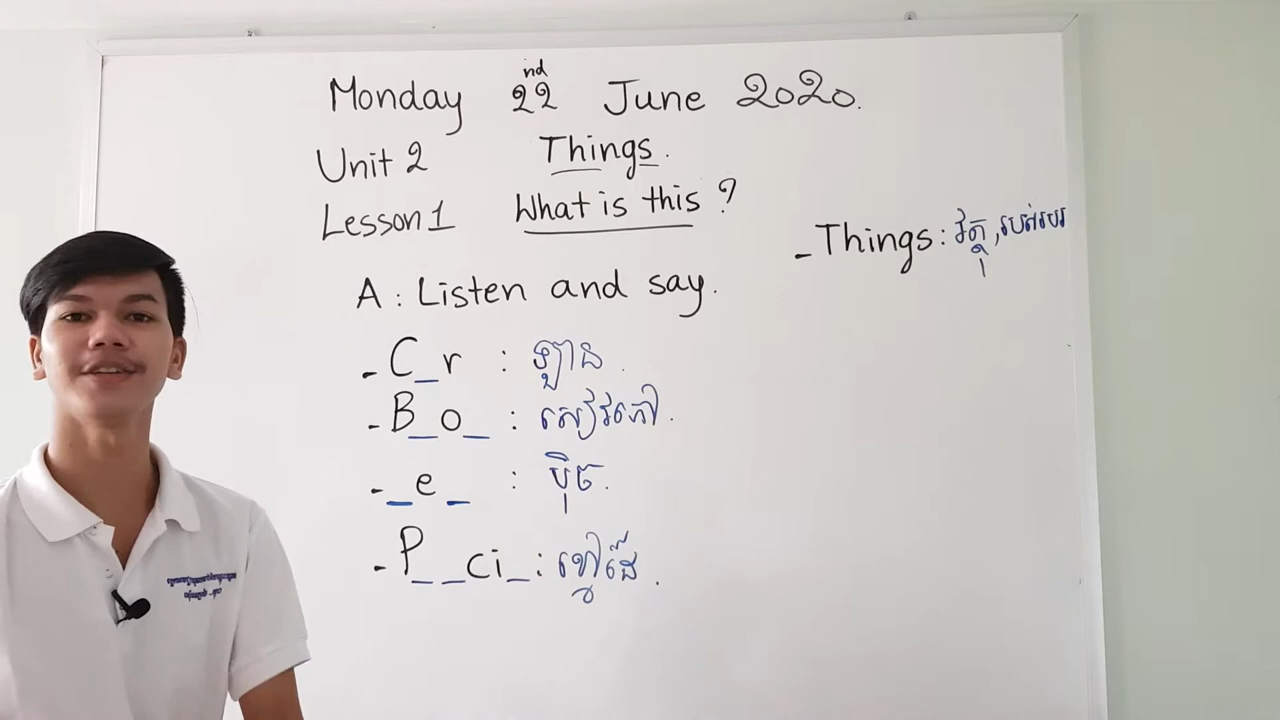 Monday 22nd June 2020.
Unit 2 Things.
Lesson 1 What is this?
- Things : វត្ថុ, របស់របរ
A : Listen and say.
- C_r : ឡាន.
- B_o_ : សៀវភៅ.
- _e_ : ប៊ិច.
- P__ci_ : ខ្មៅដៃ.